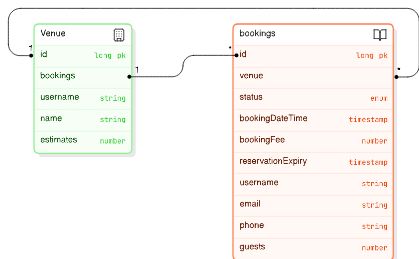 Venue
id long pk
bookings
username string
name string
estimates number
1
1
bookings
id long pk
venue
status enum
bookingDateTime timestamp
bookingFee number
reservationExpiry timestamp
username string
email string
phone string
guests number
*
*